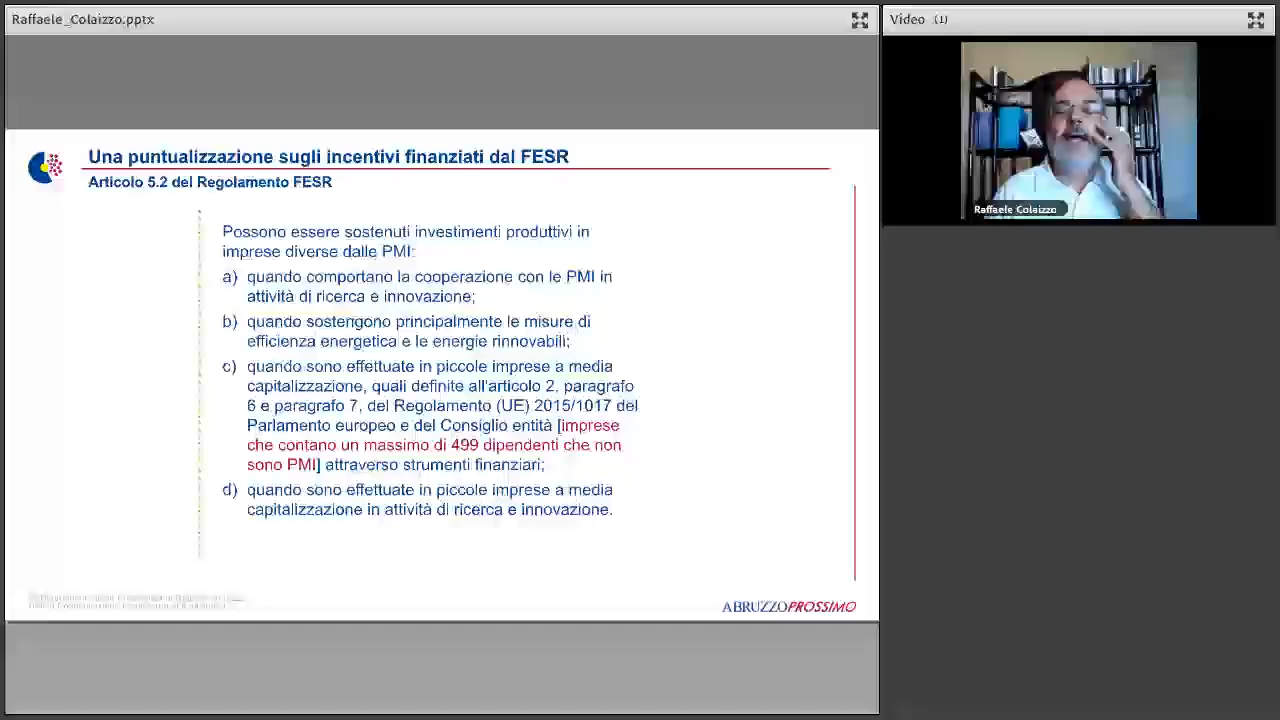 Raffaele_Colaizzo.pptx
Video (1)
Una puntualizzazione sugli incentivi finanziati dal FESR
Articolo 5.2 del Regolamento FESR
Possono essere sostenuti investimenti produttivi in
imprese diverse dalle PMI:
a) quando comportano la cooperazione con le PMI in
attività di ricerca e innovazione;
b) quando sostengono principalmente le misure di
efficienza energetica e le energie rinnovabili;
c) quando sono effettuate in piccole imprese a media
capitalizzazione, quali definite all'articolo 2, paragrafo
6 e paragrafo 7, del Regolamento (UE) 2015/1017 del
Parlamento europeo e del Consiglio entità [imprese
che contano un massimo di 499 dipendenti che non
sono PMI] attraverso strumenti finanziari;
d) quando sono effettuate in piccole imprese a media
capitalizzazione in attività di ricerca e innovazione.
ABRUZZOPROSSIMO
Raffaele Colaizzo